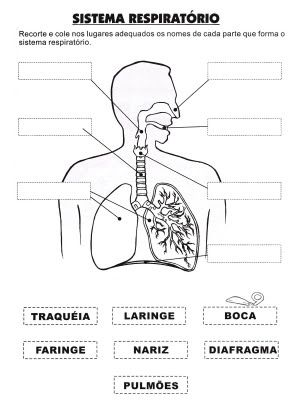 SISTEMA RESPIRATÓRIO
Recorte e cole nos lugares adequados os nomes de cada parte que forma o
sistema respiratório.
TRAQUÉIA
LARINGE
BOCA
FARINGE
NARIZ
DIAFRAGMA
PULMÕES